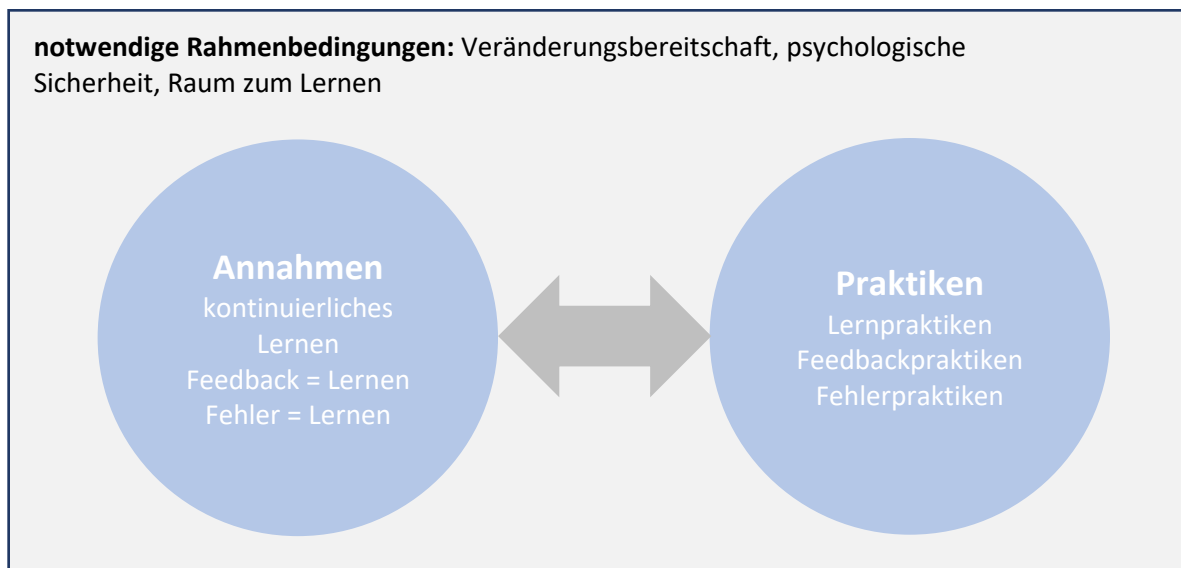 notwendige Rahmenbedingungen: Veränderungsbereitschaft, psychologische
Sicherheit, Raum zum Lernen
Annahmen
kontinuierliches
Lernen
Feedback = Lernen
Fehler = Lernen
Praktiken
Lernpraktiken
Feedbackpraktiken
Fehlerpraktiken